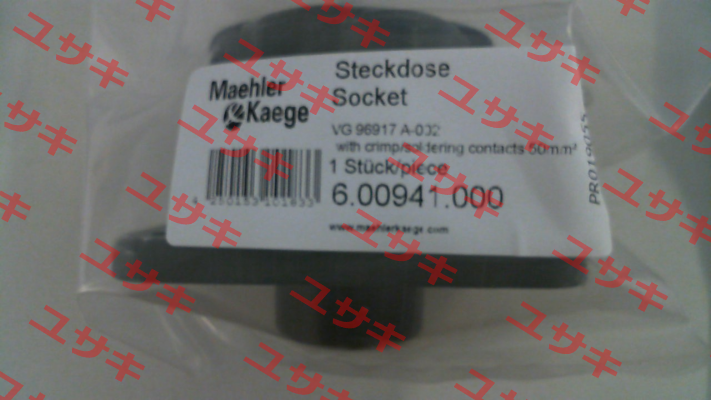 Maehler
& Kaege
Steckdose
Socket
VG 96917 A-002
with crimp/soldering contacts 50mm²
1 Stück/piece
6.00941.000
www.maehlerkaege.com
ユサキ